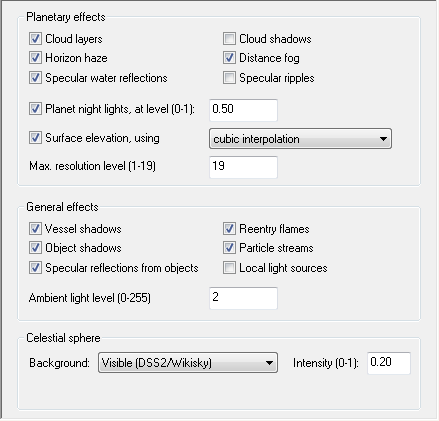 Planetary effects
Cloud layers
Cloud shadows
Horizon haze
Distance fog
Specular water reflections
Specular ripples
Planet night lights, at level (0-1): 0.50
Surface elevation, using cubic interpolation
Max. resolution level (1-19) 19
General effects
Vessel shadows
Reentry flames
Object shadows
Particle streams
Specular reflections from objects
Local light sources
Ambient light level (0-255) 2
Celestial sphere
Background: Visible (DSS2/Wikisky) Intensity (0-1): 0.20